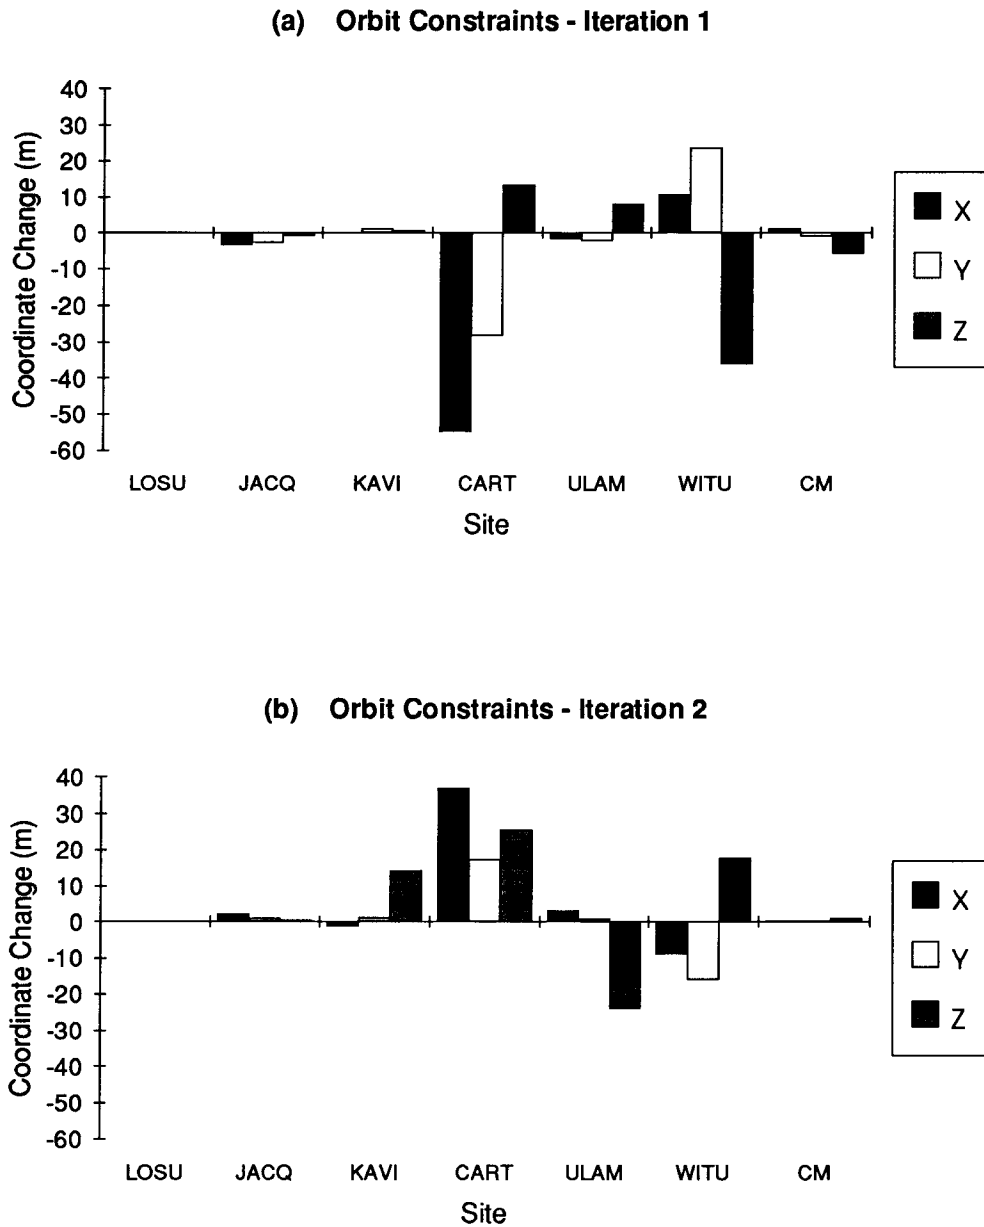 (a) Orbit Constraints - Iteration 1
40
30
20
10
0
-10
-20
-30
-40
-50
-60
Coordinate Change (m)
LOSU JACQ KAVI CART ULAM WITU CM
Site
X
Y
Z
(b) Orbit Constraints - Iteration 2
40
30
20
10
0
-10
-20
-30
-40
-50
-60
Coordinate Change (m)
LOSU JACQ KAVI CART ULAM WITU CM
Site
X
Y
Z